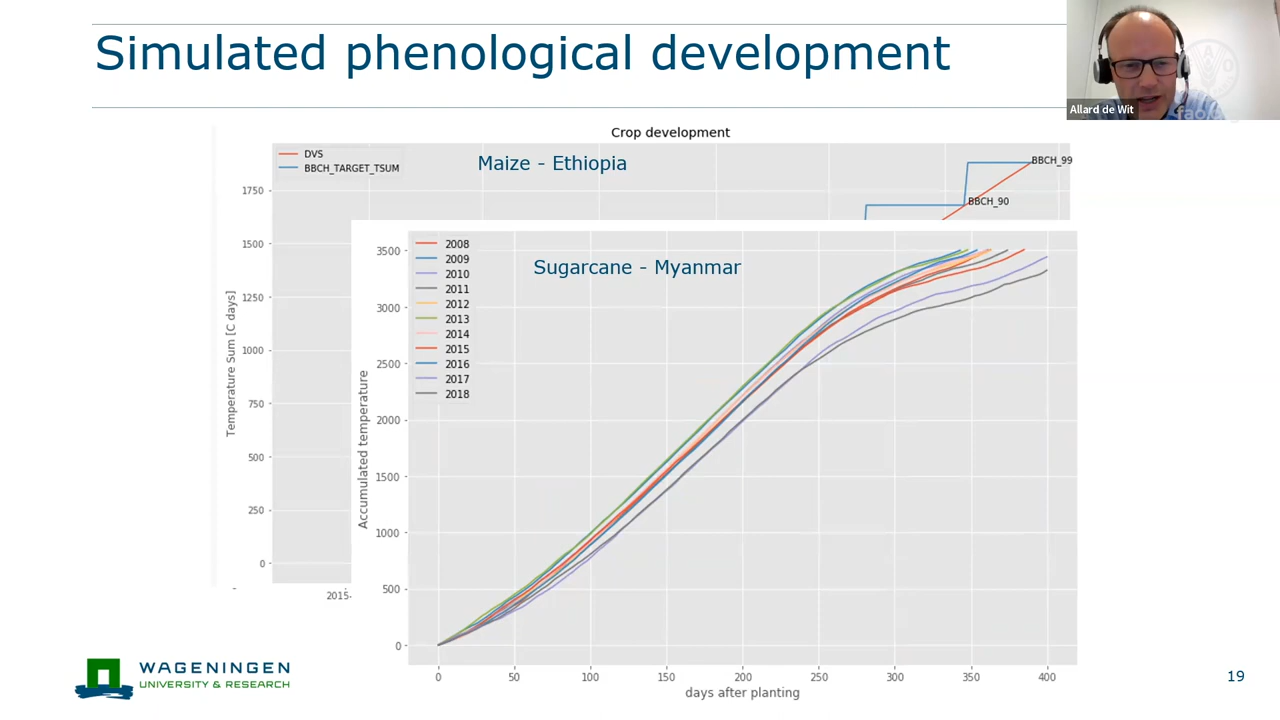 Simulated phenological development
Allard de Wit
fao.org
Crop development
DVS
BBCH_TARGET_TSUM
Maize - Ethiopia
BBCH_99
BBCH_90
Temperature Sum [C days]
1750
1500
1250
1000
750
500
250
0
2015-
2008
2009
2010
2011
2012
2013
2014
2015
2016
2017
2018
Sugarcane - Myanmar
Accumulated temperature
3500
3000
2500
2000
1500
1000
500
0
0 50 100 150 200 250 300 350 400
days after planting
WAGENINGEN
UNIVERSITY & RESEARCH
19